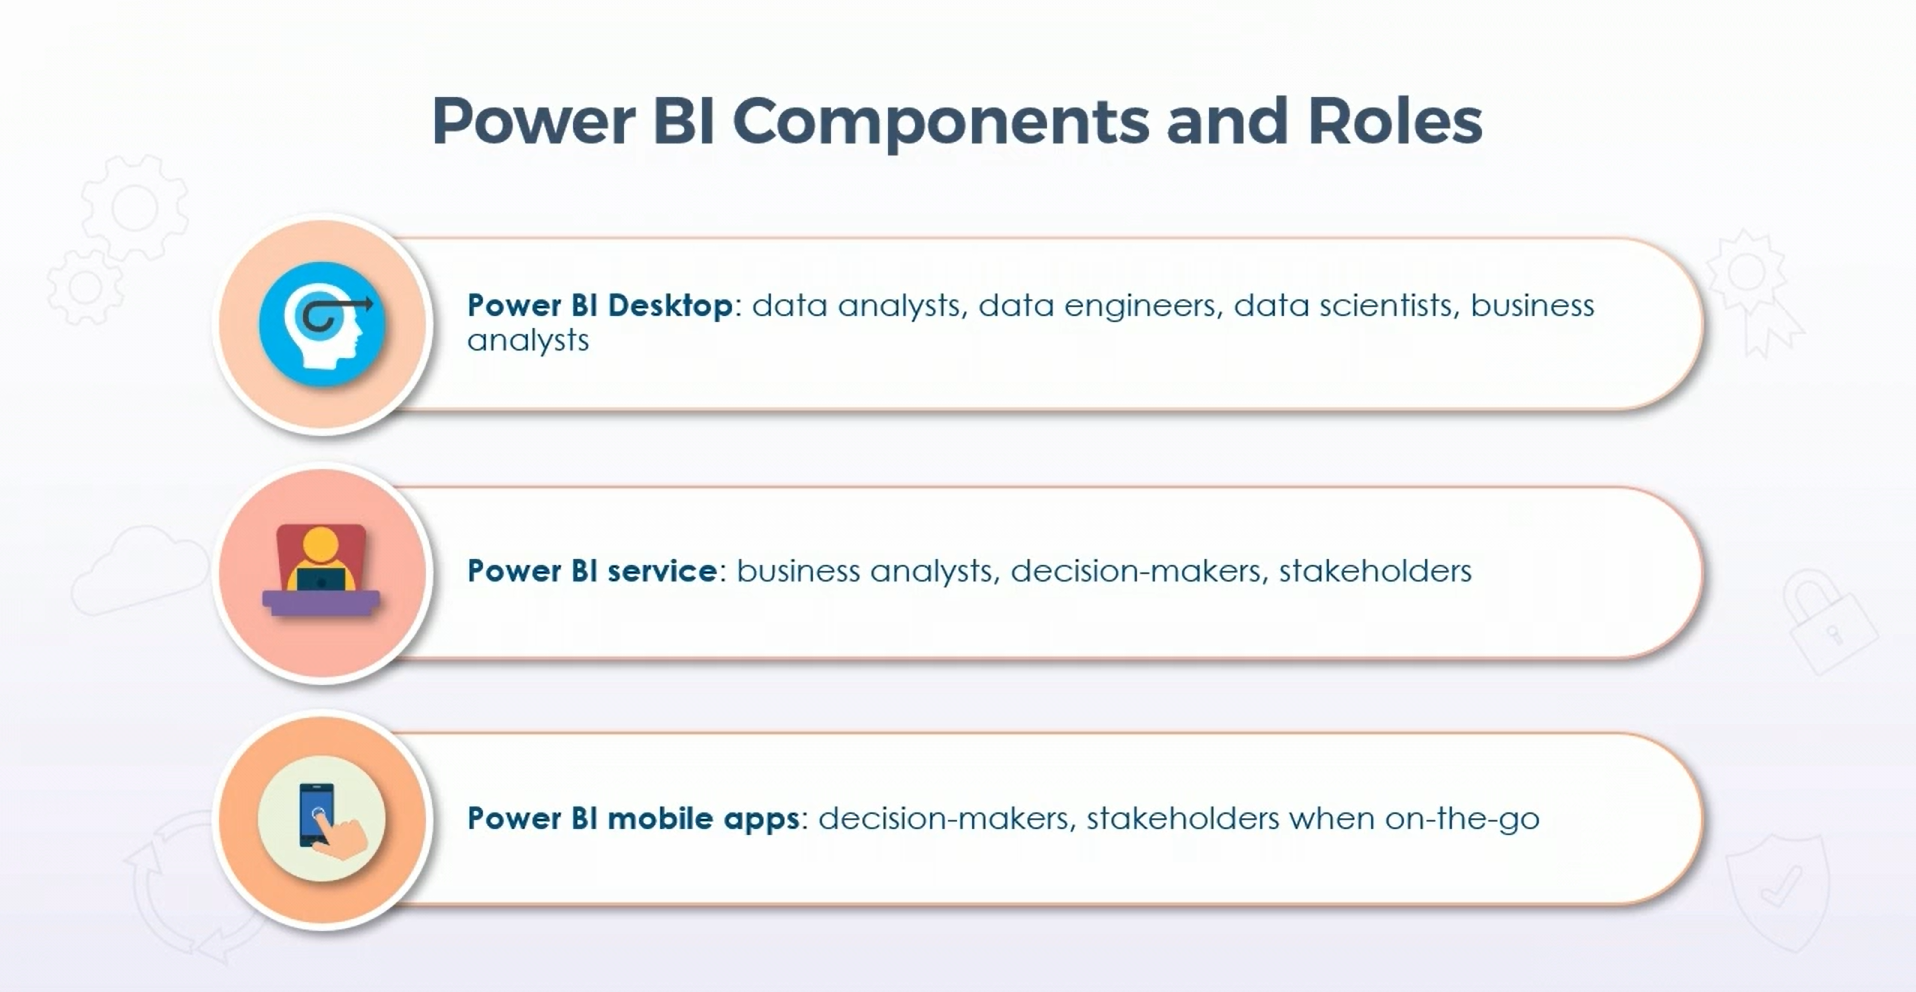 Power BI Components and Roles
Power BI Desktop: data analysts, data engineers, data scientists, business
analysts
Power BI service: business analysts, decision-makers, stakeholders
Power BI mobile apps: decision-makers, stakeholders when on-the-go